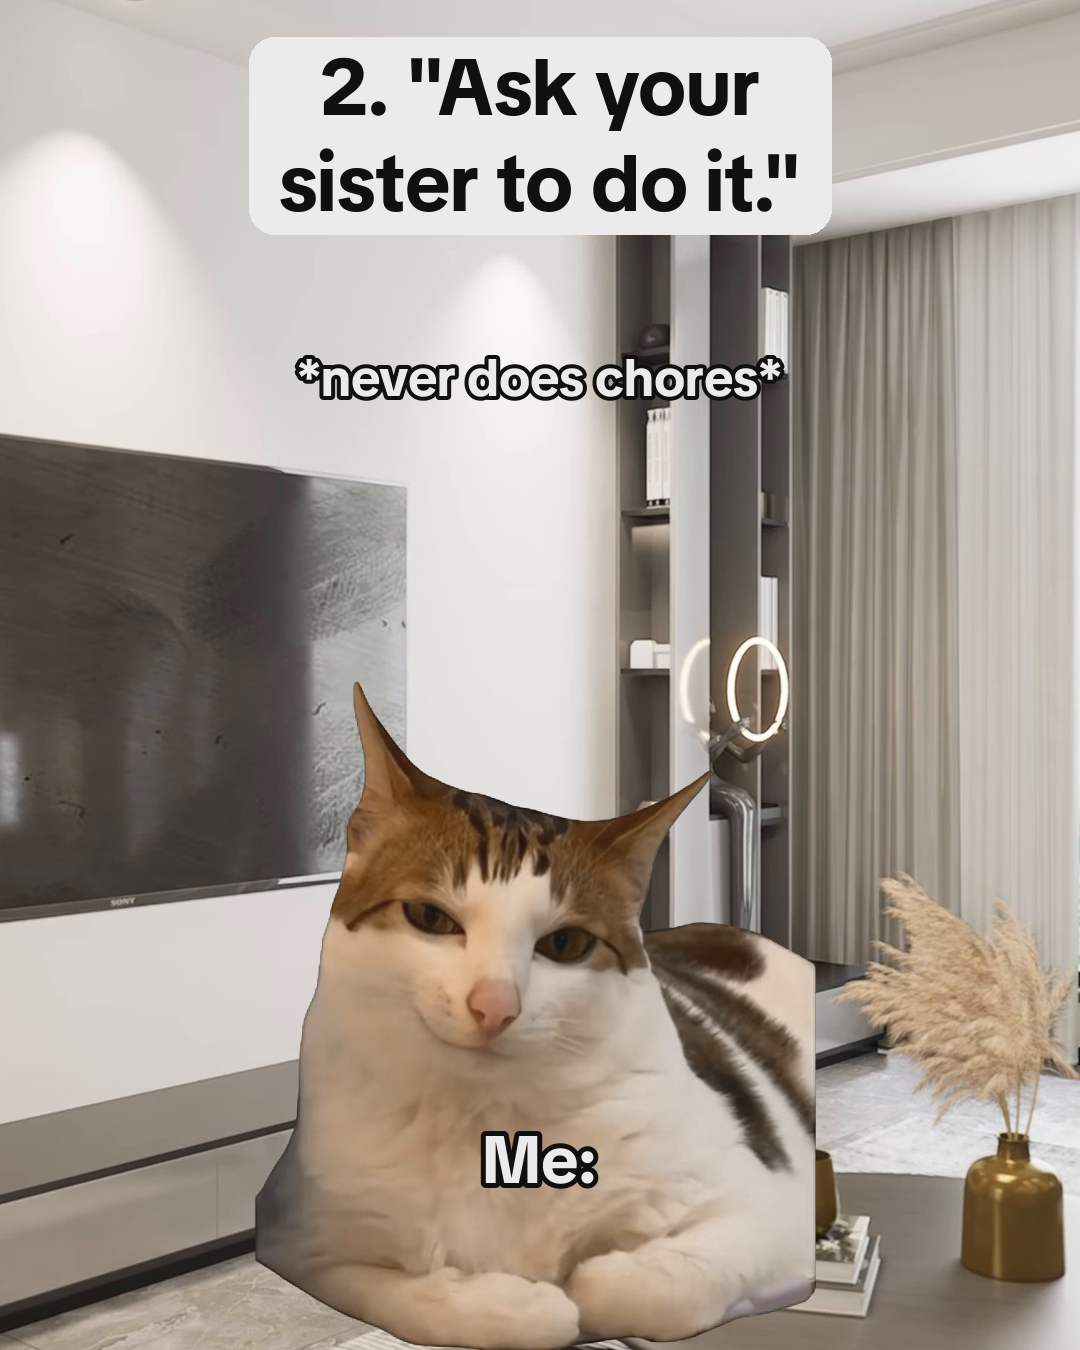 2. "Ask your
sister to do it."
*never does chores*
SONY
Me: